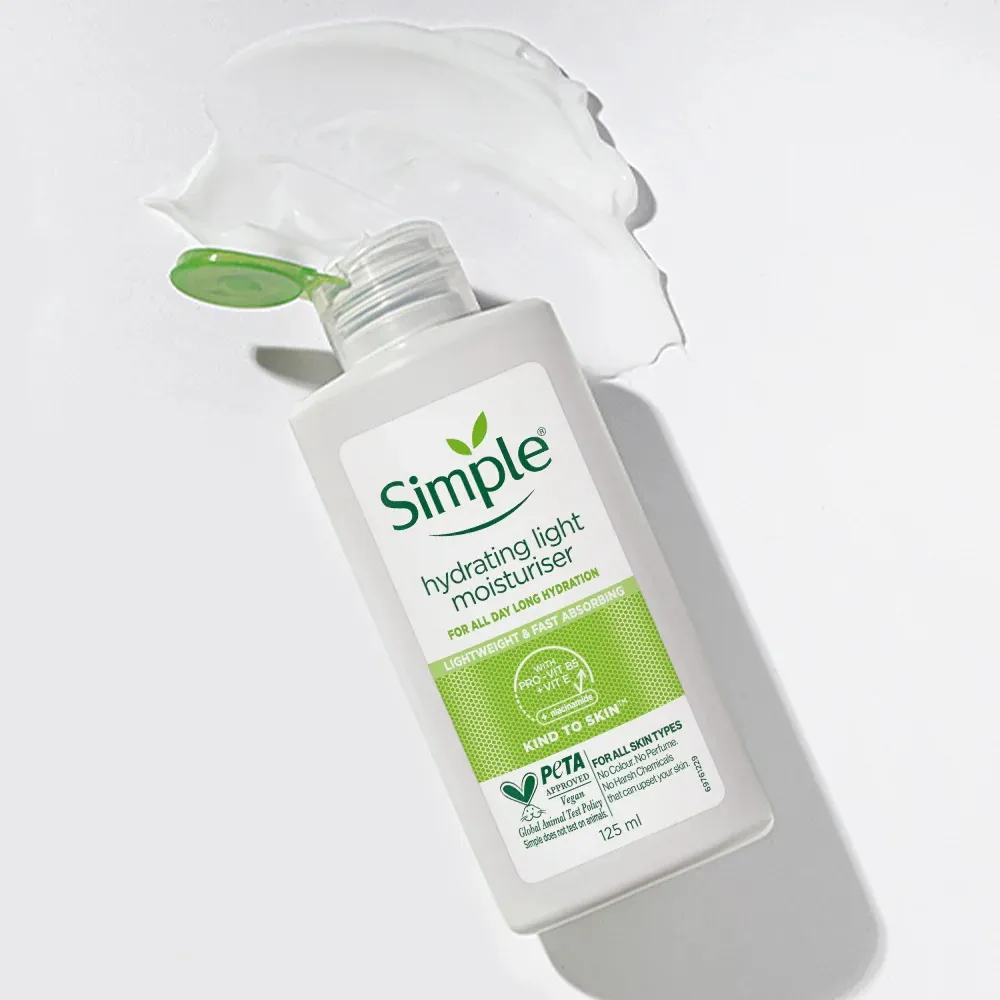 Simple®
hydrating light
moisturiser
FOR ALL DAY LONG HYDRATION
LIGHTWEIGHT & FAST ABSORBING
WITH
PRO-VIT B5
+ VIT E
+ niacinamide
KIND TO SKIN™
PeTA
APPROVED
Vegan
Global Animal Test Policy
Simple does not test on animals.
FOR ALL SKIN TYPES
No Colour. No Perfume.
No Harsh Chemicals
that can upset your skin.
69761229
125 ml